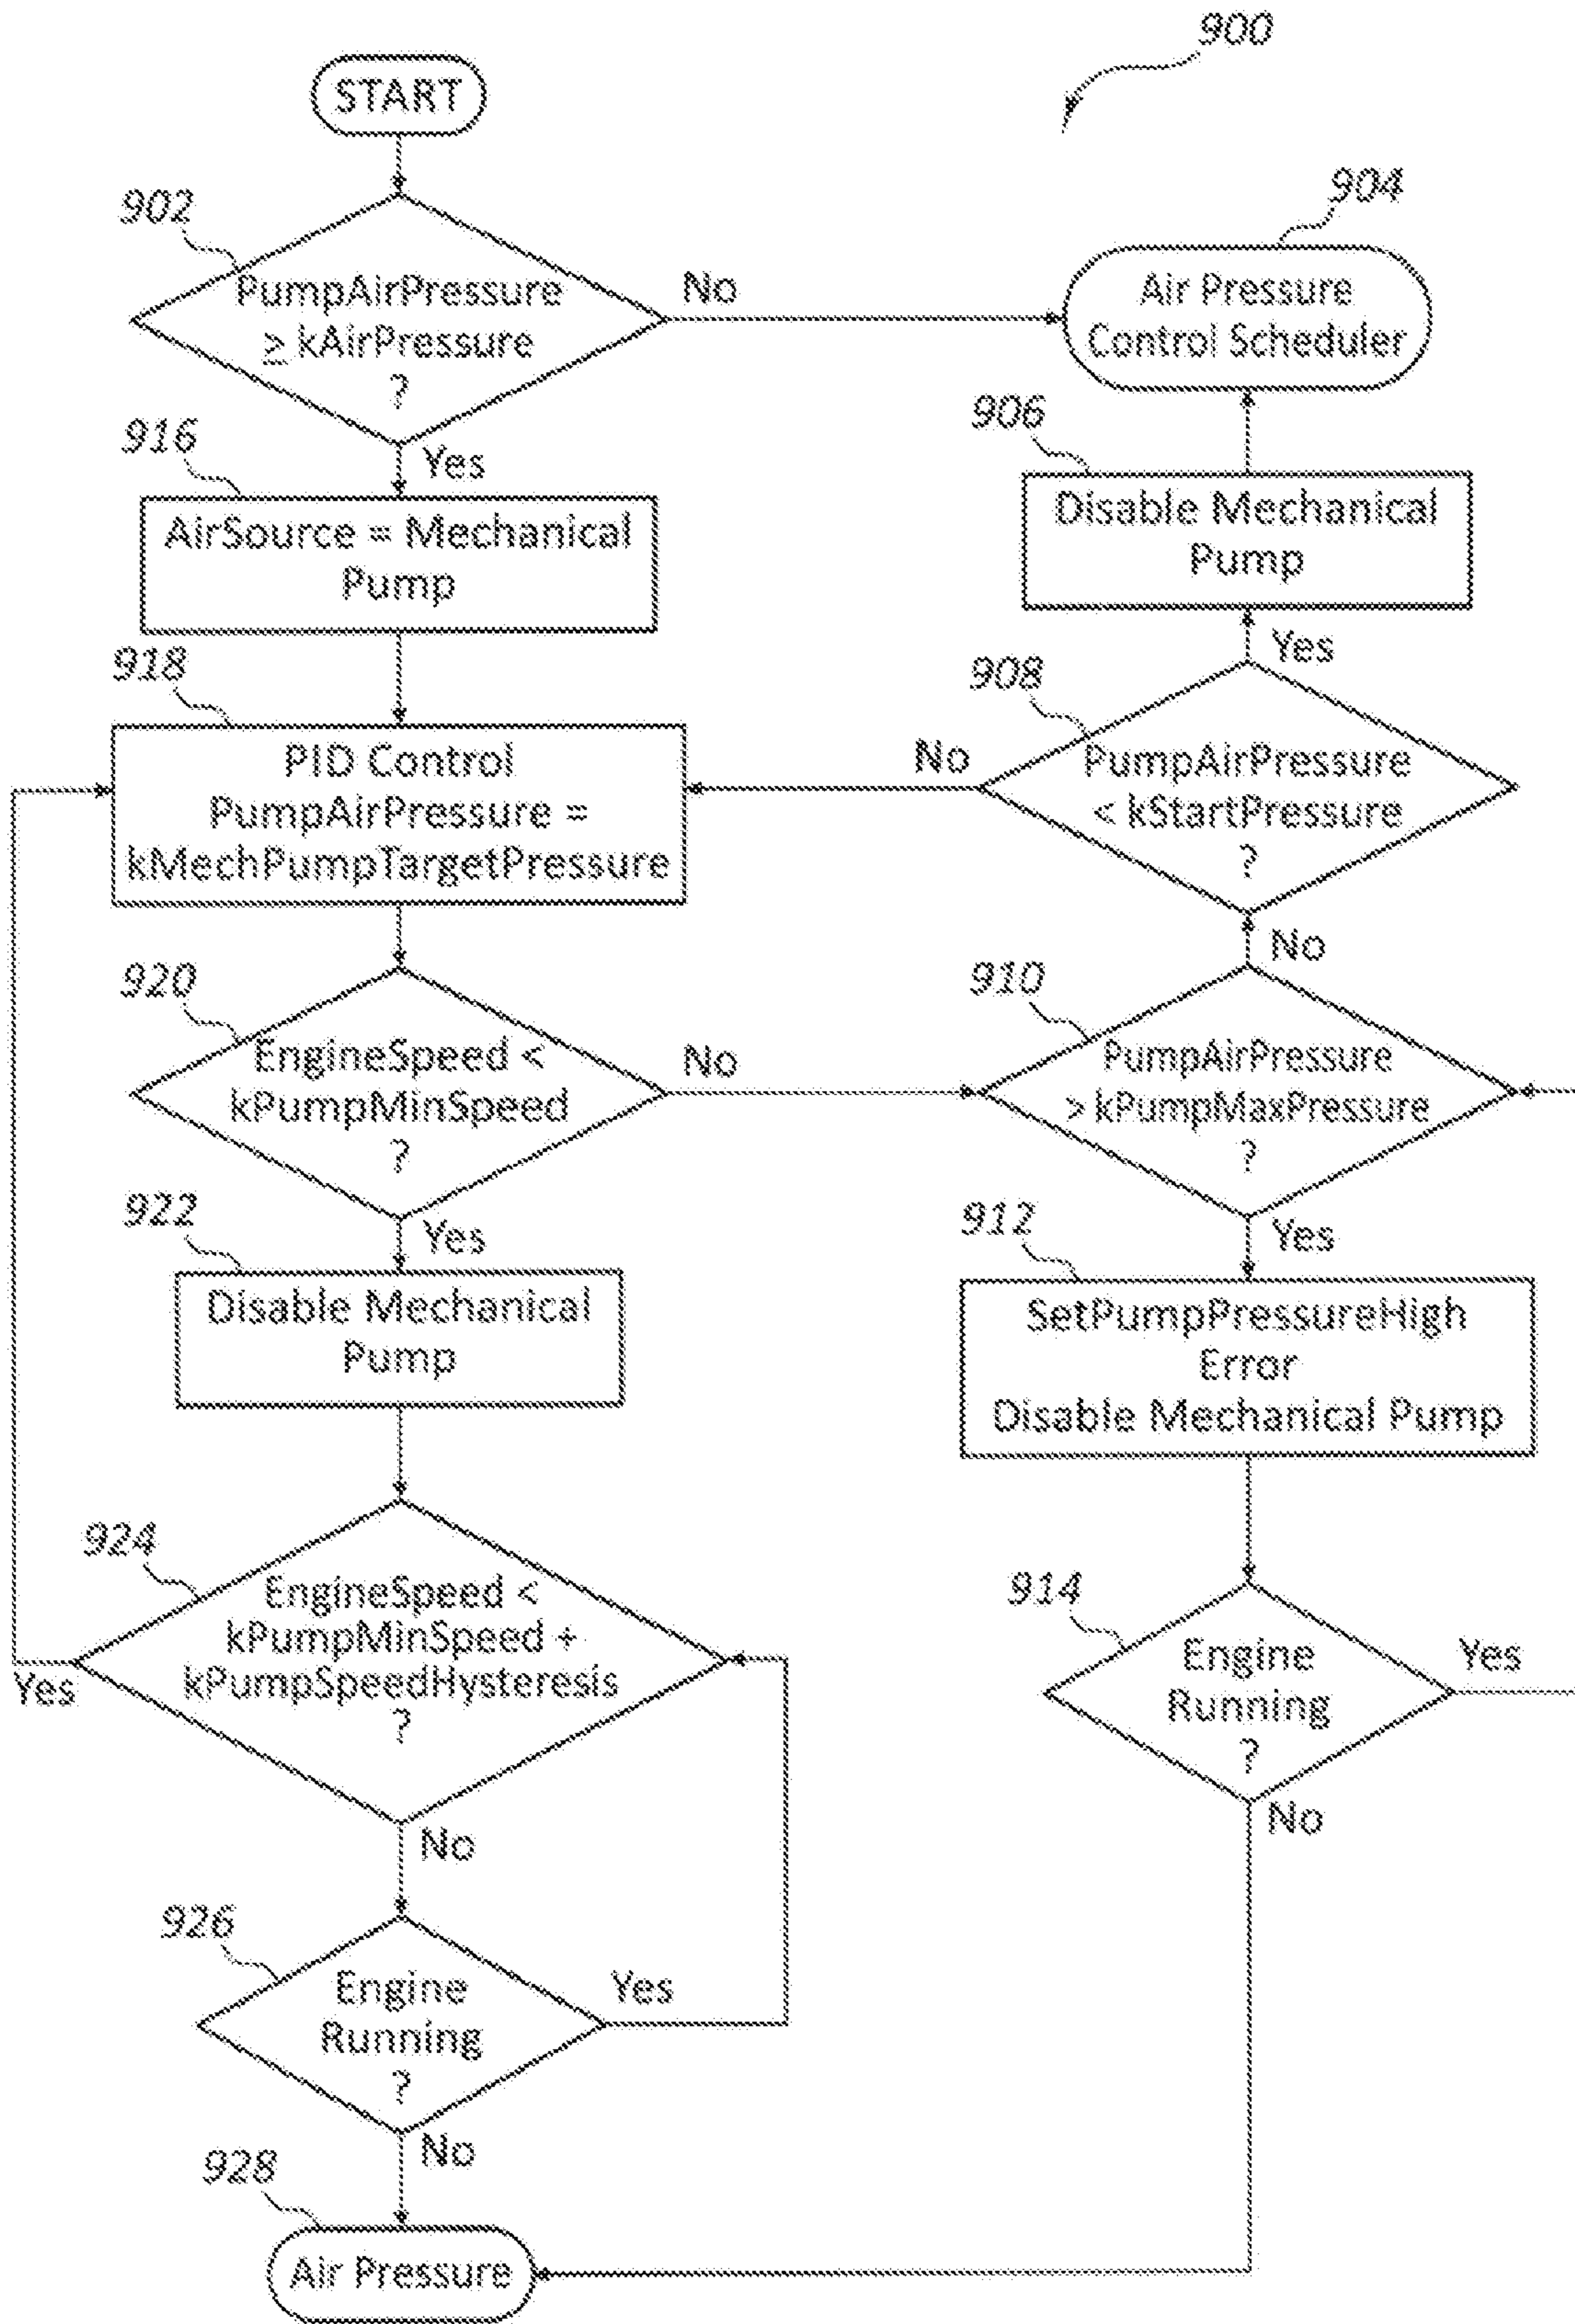 900
START
902
PumpAirPressure
≥ kAirPressure
?
No
904
Air Pressure
Control Scheduler
Yes
916
AirSource = Mechanical
Pump
906
Disable Mechanical
Pump
Yes
918
PID Control
PumpAirPressure =
kMechPumpTargetPressure
908
No
PumpAirPressure
< kStartPressure
?
No
920
EngineSpeed <
kPumpMinSpeed
?
No
910
PumpAirPressure
> kPumpMaxPressure
?
Yes
922
Disable Mechanical
Pump
Yes
912
SetPumpPressureHigh
Error
Disable Mechanical Pump
924
EngineSpeed <
kPumpMinSpeed +
kPumpSpeedHysteresis
?
Yes
No
914
Engine
Running
?
Yes
No
926
Engine
Running
?
Yes
No
928
Air Pressure